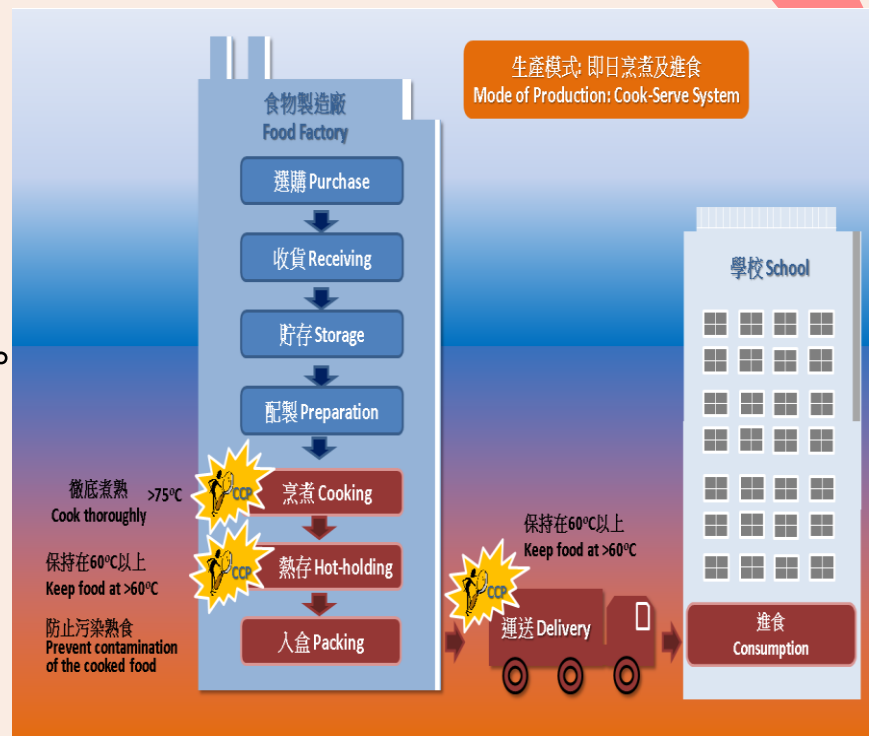 生產模式: 即日烹煮及進食
Mode of Production: Cook-Serve System
食物製造廠
Food Factory
選購 Purchase
收貨 Receiving
貯存 Storage
配製 Preparation
徹底煮熟 >75°C
Cook thoroughly
CCP
烹煮 Cooking
保持在60°C以上
Keep food at >60°C
CCP
熱存 Hot-holding
防止污染熟食
Prevent contamination
of the cooked food
入盒 Packing
保持在60°C以上
Keep food at >60°C
CCP
運送 Delivery
學校 School
進食
Consumption